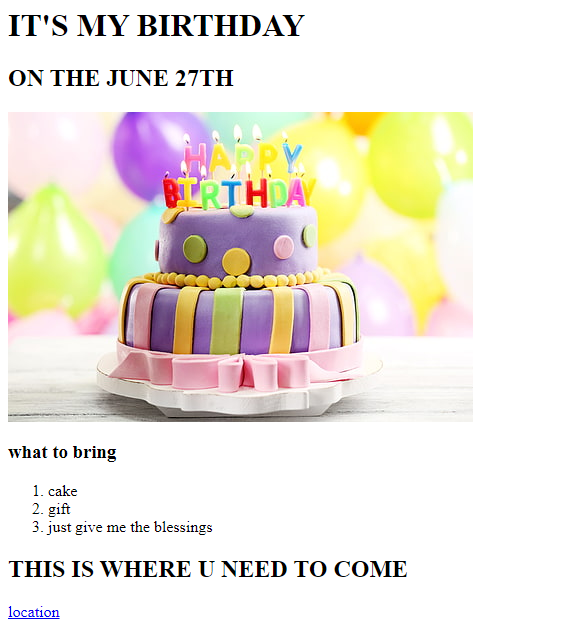 IT'S MY BIRTHDAY
ON THE JUNE 27TH
HAPPY
BIRTHDAY
what to bring
1. cake
2. gift
3. just give me the blessings
THIS IS WHERE U NEED TO COME
location